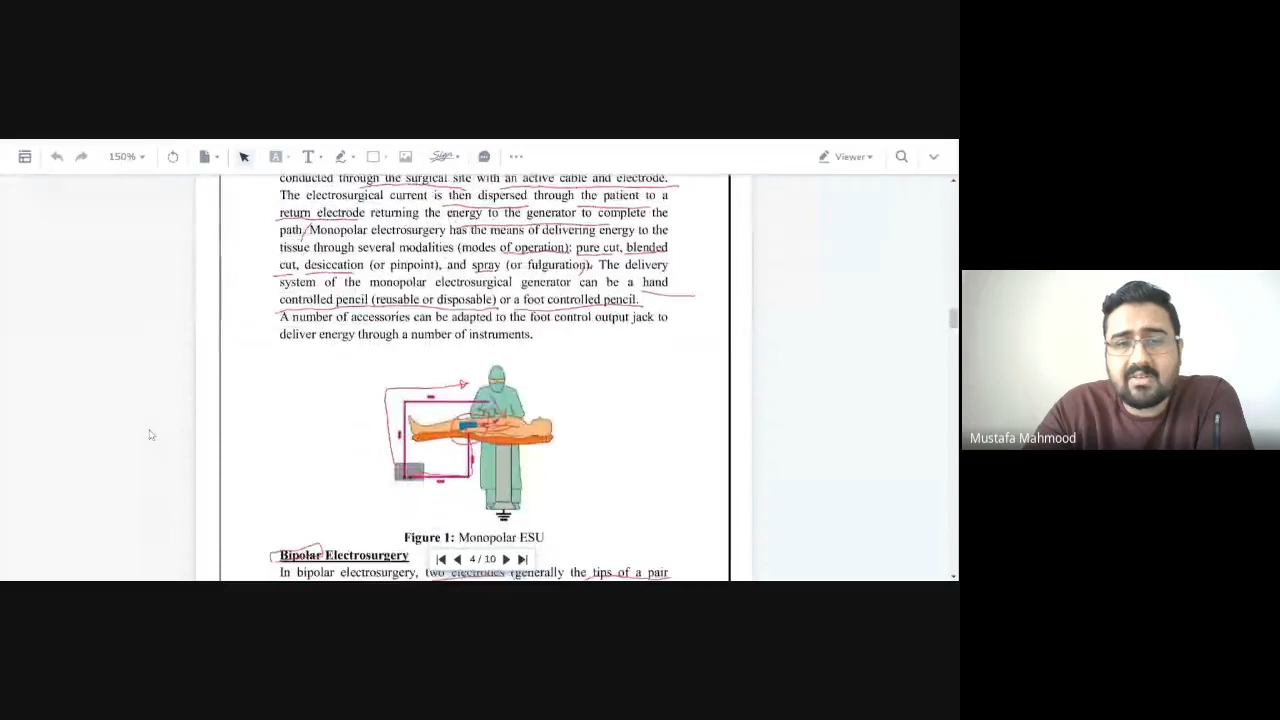 150%
Viewer
conducted through the surgical site with an active cable and electrode.
The electrosurgical current is then dispersed through the patient to a
return electrode returning the energy to the generator to complete the
path. Monopolar electrosurgery has the means of delivering energy to the
tissue through several modalities (modes of operation): pure cut, blended
cut, desiccation (or pinpoint), and spray (or fulguration). The delivery
system of the monopolar electrosurgical generator can be a hand
controlled pencil (reusable or disposable) or a foot controlled pencil.
A number of accessories can be adapted to the foot control output jack to
deliver energy through a number of instruments.
Figure 1: Monopolar ESU
Bipolar Electrosurgery
4 / 10
In bipolar electrosurgery, two electrodes (generally the tips of a pair
Mustafa Mahmood